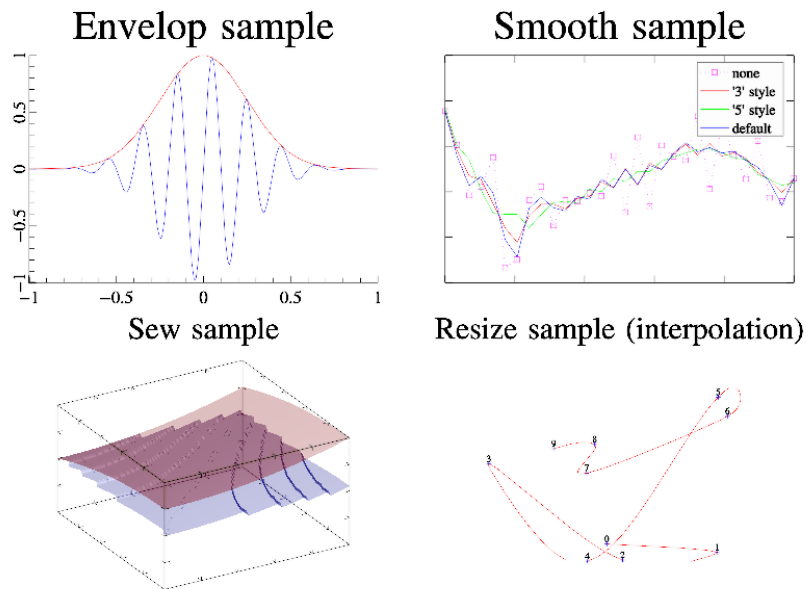 Envelop sample
1
0.5
0
−0.5
−1
−1
−0.5
0
0.5
1
Smooth sample
none
'3' style
'5' style
default
Sew sample
Resize sample (interpolation)
5
6
8
9
7
3
0
1
4
2